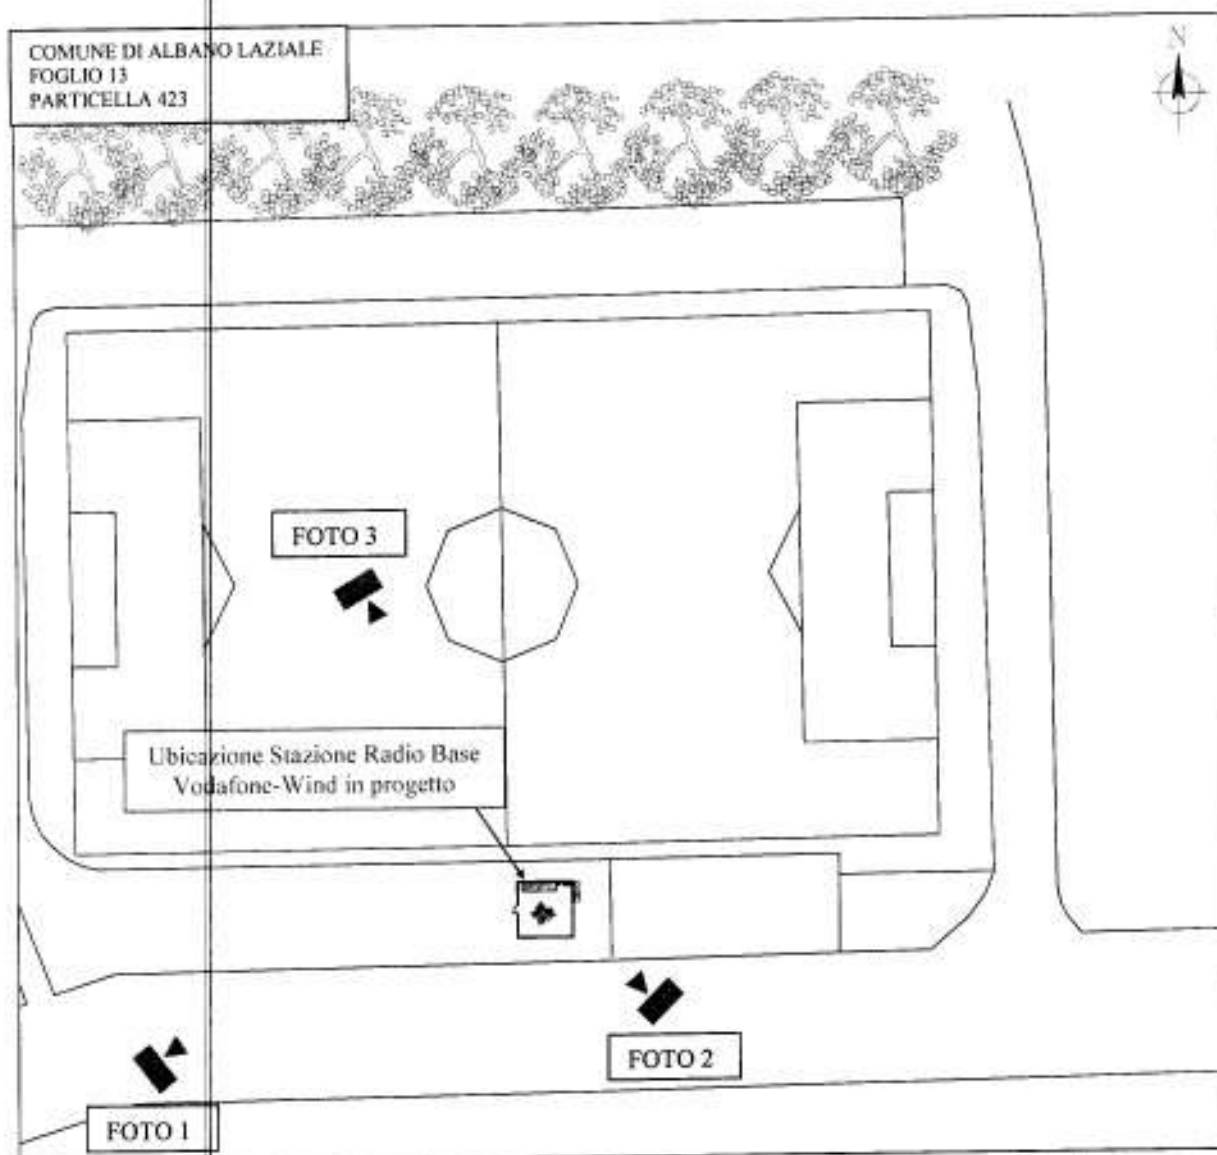 COMUNE DI ALBANO LAZIALE
FOGLIO 13
PARTICELLA 423
N
FOTO 3
Ubicazione Stazione Radio Base
Vodafone-Wind in progetto
FOTO 2
FOTO 1